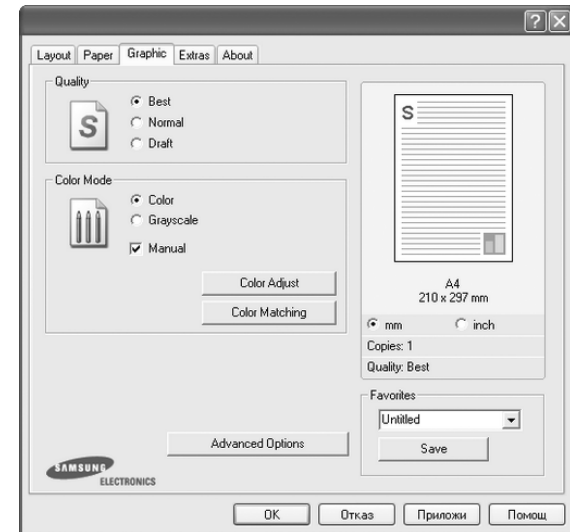 Layout Paper Graphic Extras About
Quality
Best
S
Normal
Draft
Color Mode
Color
Grayscale
Manual
Color Adjust
Color Matching
S
A4
210 x 297 mm
mm inch
Copies: 1
Quality: Best
Favorites
Untitled
Save
Advanced Options
SAMSUNG
ELECTRONICS
OK Отказ Приложи Помощ